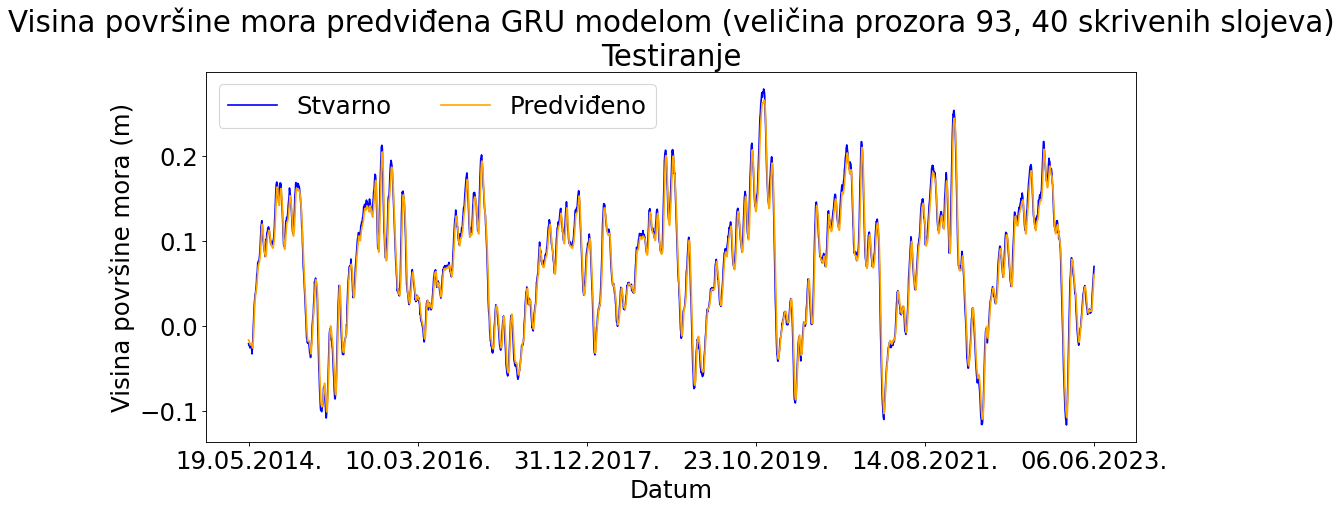 Visina površine mora predviđena GRU modelom (veličina prozora 93, 40 skrivenih slojeva)
Testiranje
Stvarno Predviđeno
Visina površine mora (m)
0.2
0.1
0.0
−0.1
19.05.2014. 10.03.2016. 31.12.2017. 23.10.2019. 14.08.2021. 06.06.2023.
Datum